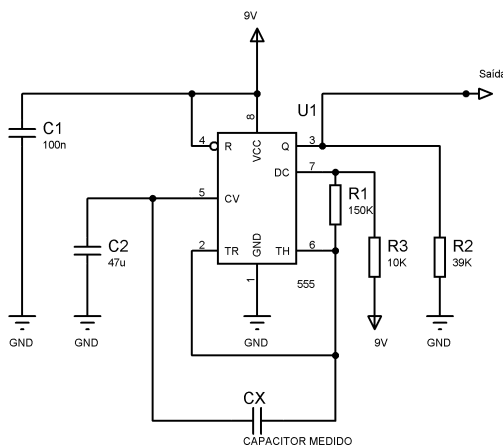 9V
Saída
U1
C1
100n
4
R
8
VCC
Q
3
DC
7
R1
150K
5
CV
C2
47u
2
TR
GND
TH
6
1
555
R3
10K
R2
39K
GND
GND
GND
9V
GND
CX
CAPACITOR MEDIDO